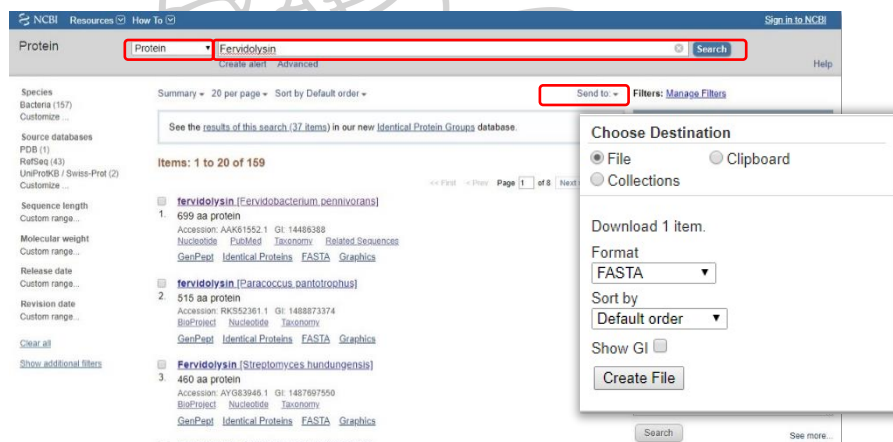 NCBI Resources How To Sign in to NCBI
Protein Protein Fervidolysin Search
Create alert Advanced Help
Species
Bacteria (157)
Customize ...
Source databases
PDB (1)
RefSeq (43)
UniProtKB / Swiss-Prot (2)
Customize ...
Sequence length
Custom range...
Molecular weight
Custom range...
Release date
Custom range...
Revision date
Custom range...
Clear all
Show additional filters
Summary 20 per page Sort by Default order Send to: Filters: Manage Filters
See the results of this search (37 items) in our new Identical Protein Groups database.
Items: 1 to 20 of 159
<< First < Prev Page 1 of 8 Next
fervidolysin [Fervidobacterium pennivorans]
1. 699 aa protein
Accession: AAK61552.1 GI: 14486388
Nucleotide PubMed Taxonomy Related Sequences
GenPept Identical Proteins FASTA Graphics
fervidolysin [Paracoccus pantotrophus]
2. 515 aa protein
Accession: RKS52361.1 GI: 1488873374
BioProject Nucleotide Taxonomy
GenPept Identical Proteins FASTA Graphics
Fervidolysin [Streptomyces hundungensis]
3. 460 aa protein
Accession: AYG83946.1 GI: 1487697550
BioProject Nucleotide Taxonomy
GenPept Identical Proteins FASTA Graphics
Choose Destination
File Clipboard
Collections
Download 1 item.
Format
FASTA
Sort by
Default order
Show GI
Create File
Search See more...